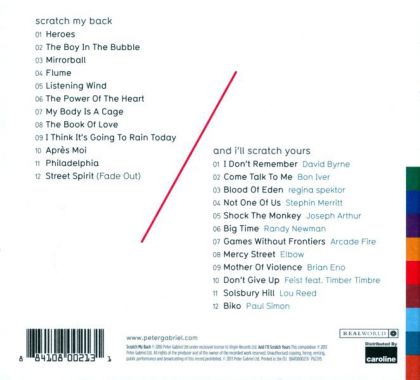 scratch my back
01 Heroes
02 The Boy In The Bubble
03 Mirrorball
04 Flume
05 Listening Wind
06 The Power Of The Heart
07 My Body Is A Cage
08 The Book Of Love
09 I Think It's Going To Rain Today
10 Après Moi
11 Philadelphia
12 Street Spirit (Fade Out)
and i'll scratch yours
01 I Don't Remember David Byrne
02 Come Talk To Me Bon Iver
03 Blood Of Eden regina spektor
04 Not One Of Us Stephin Merritt
05 Shock The Monkey Joseph Arthur
06 Big Time Randy Newman
07 Games Without Frontiers Arcade Fire
08 Mercy Street Elbow
09 Mother Of Violence Brian Eno
10 Don't Give Up Feist feat. Timber Timbre
11 Solsbury Hill Lou Reed
12 Biko Paul Simon
8 84108 00213 1
www.petergabriel.com
REALWORLD
Distributed By
caroline